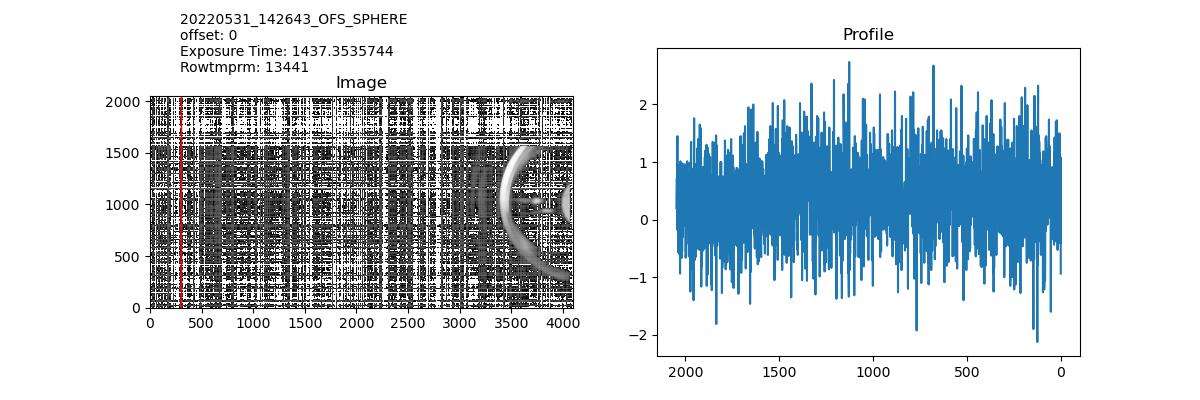 20220531_142643_OFS_SPHERE
offset: 0
Exposure Time: 1437.3535744
Rowtmprm: 13441
Image
2000
1500
1000
500
0
0 500 1000 1500 2000 2500 3000 3500 4000
Profile
2
1
0
−1
−2
2000 1500 1000 500 0